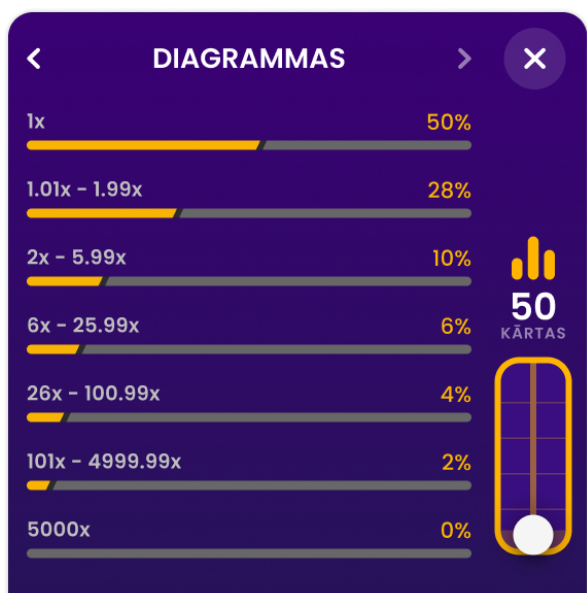 DIAGRAMMAS
1x 50%
1.01x - 1.99x 28%
2x - 5.99x 10%
6x - 25.99x 6%
26x - 100.99x 4%
101x - 4999.99x 2%
5000x 0%
50
KĀRTAS